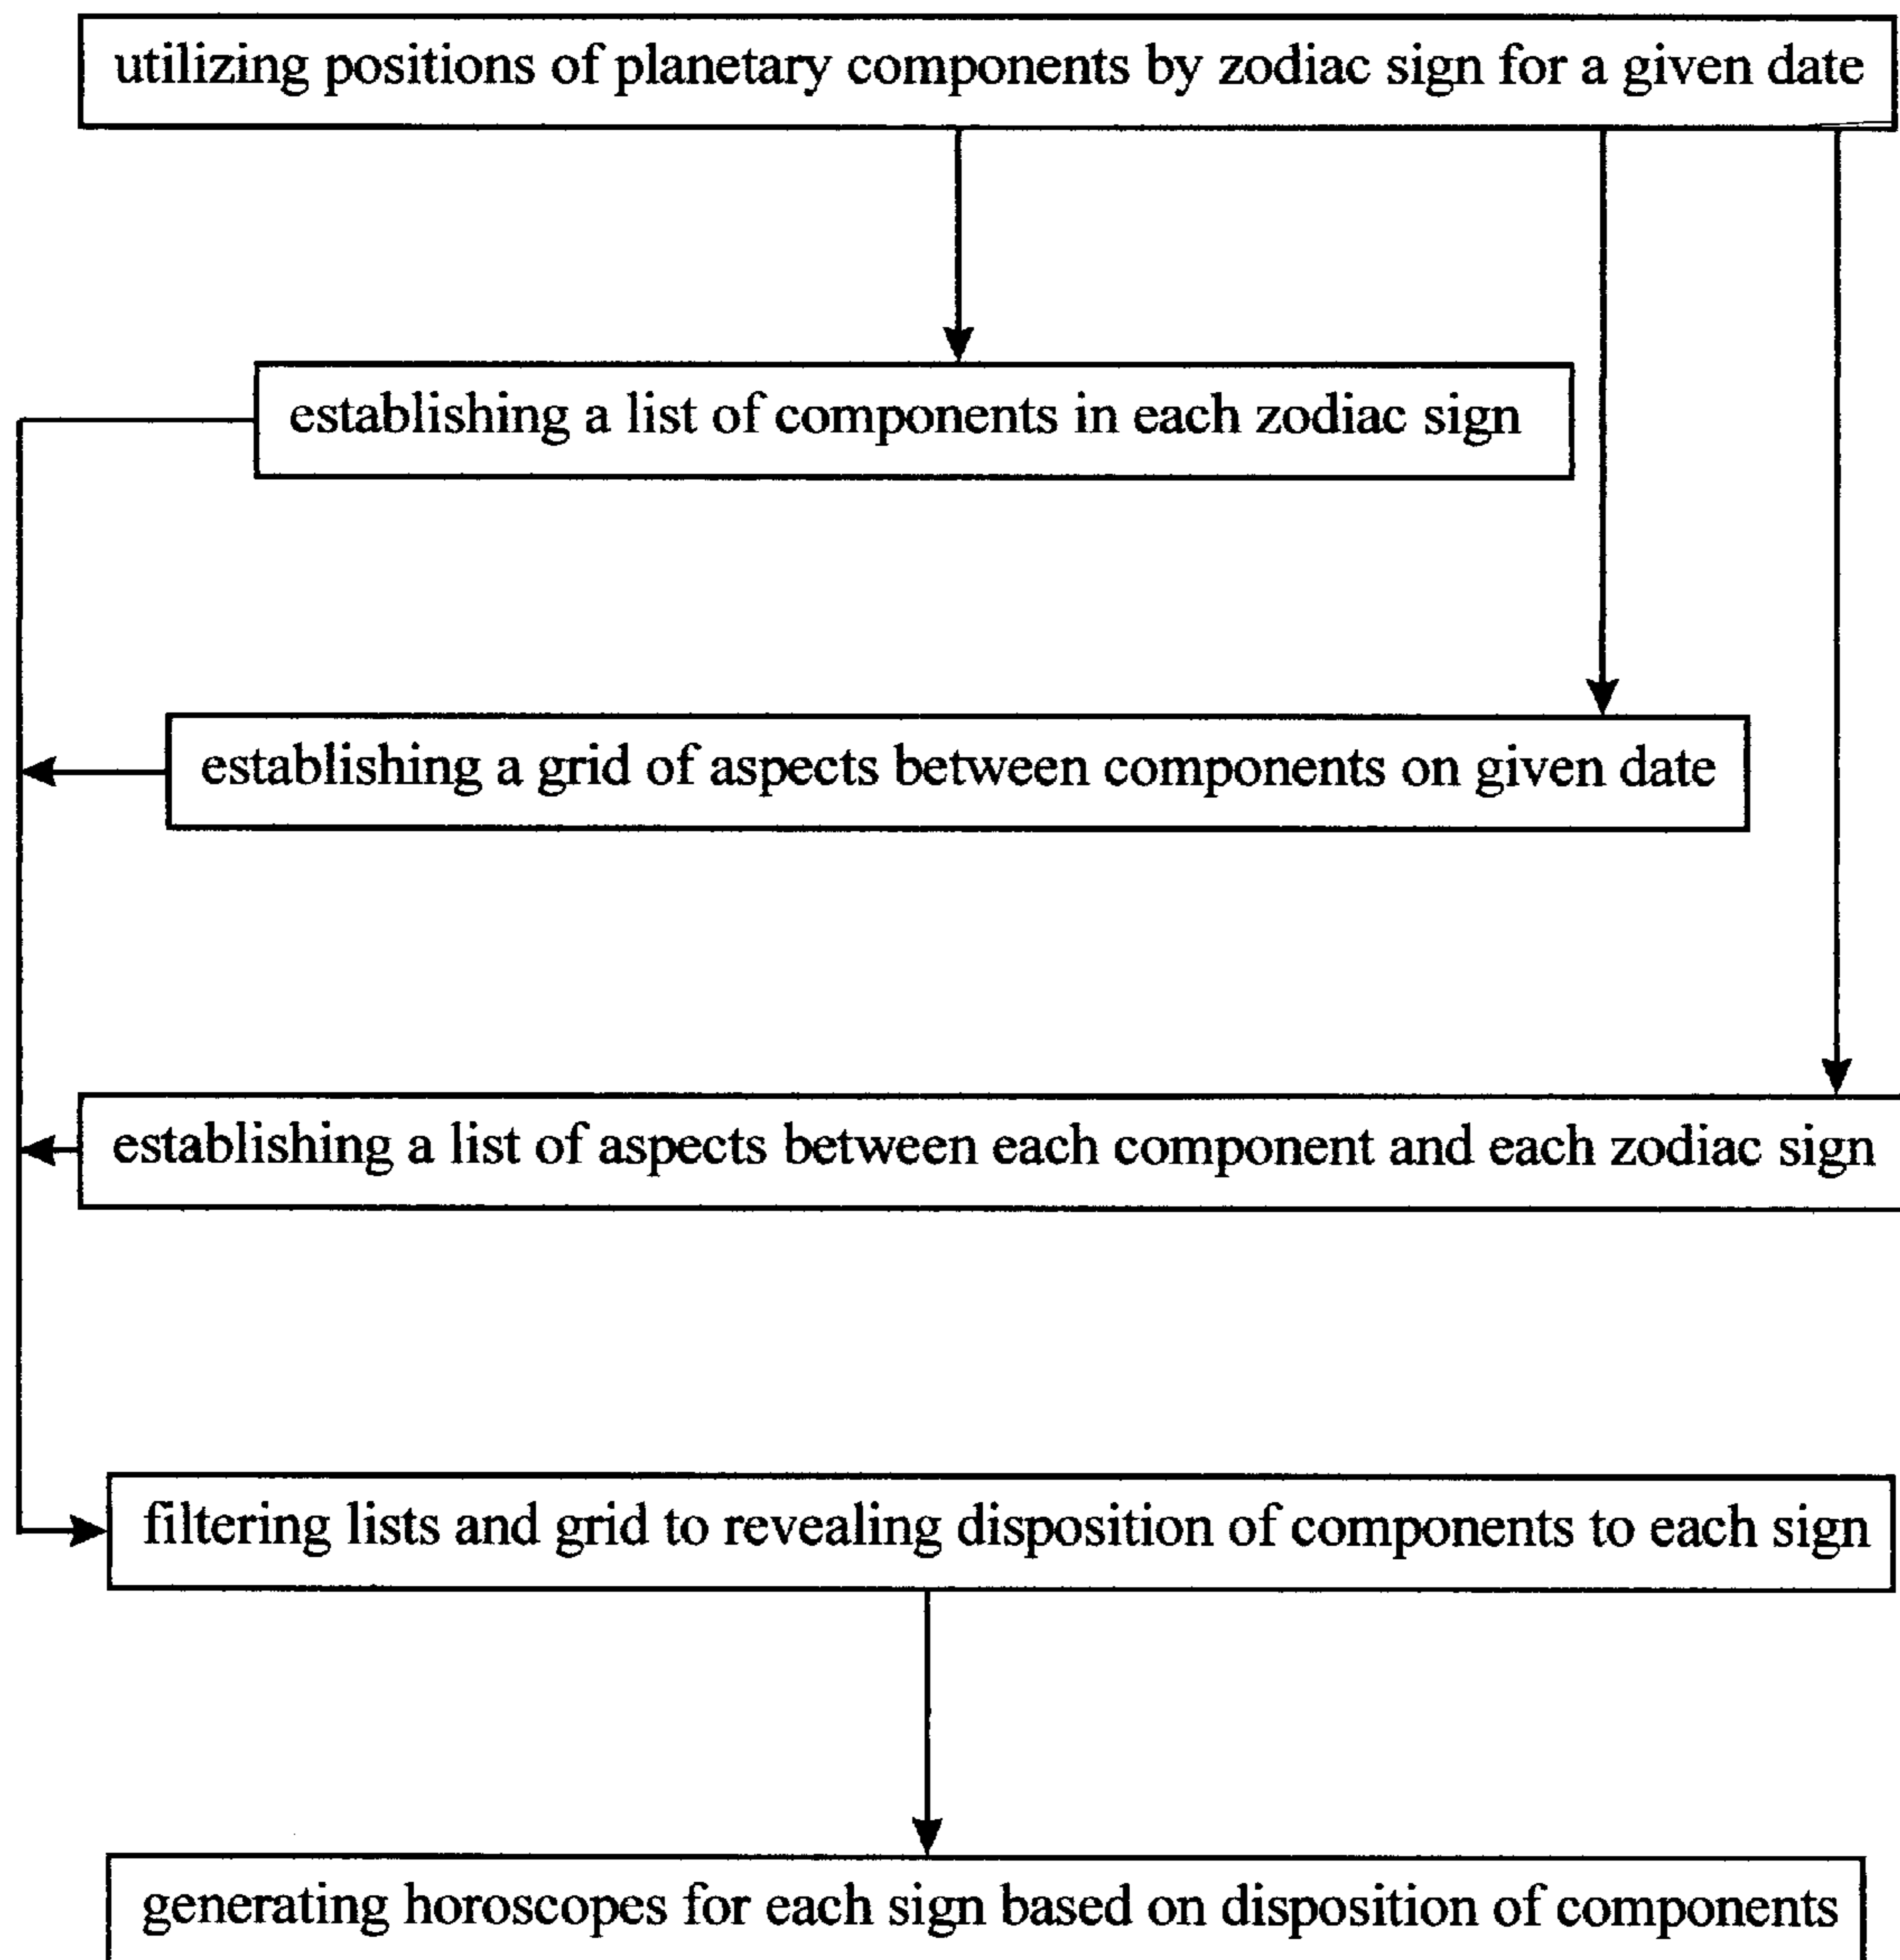 utilizing positions of planetary components by zodiac sign for a given date
establishing a list of components in each zodiac sign
establishing a grid of aspects between components on given date
establishing a list of aspects between each component and each zodiac sign
filtering lists and grid to revealing disposition of components to each sign
generating horoscopes for each sign based on disposition of components